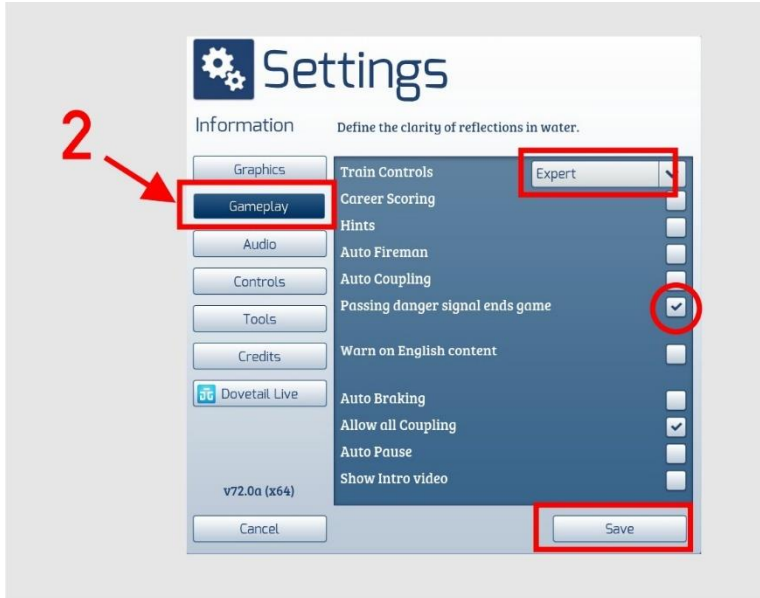 Settings
Information
Define the clarity of reflections in water.
2
Graphics
Gameplay
Audio
Controls
Tools
Credits
Dovetail Live
v72.0a (x64)
Train Controls Expert
Career Scoring
Hints
Auto Fireman
Auto Coupling
Passing danger signal ends game
Warn on English content
Auto Braking
Allow all Coupling
Auto Pause
Show Intro video
Cancel
Save